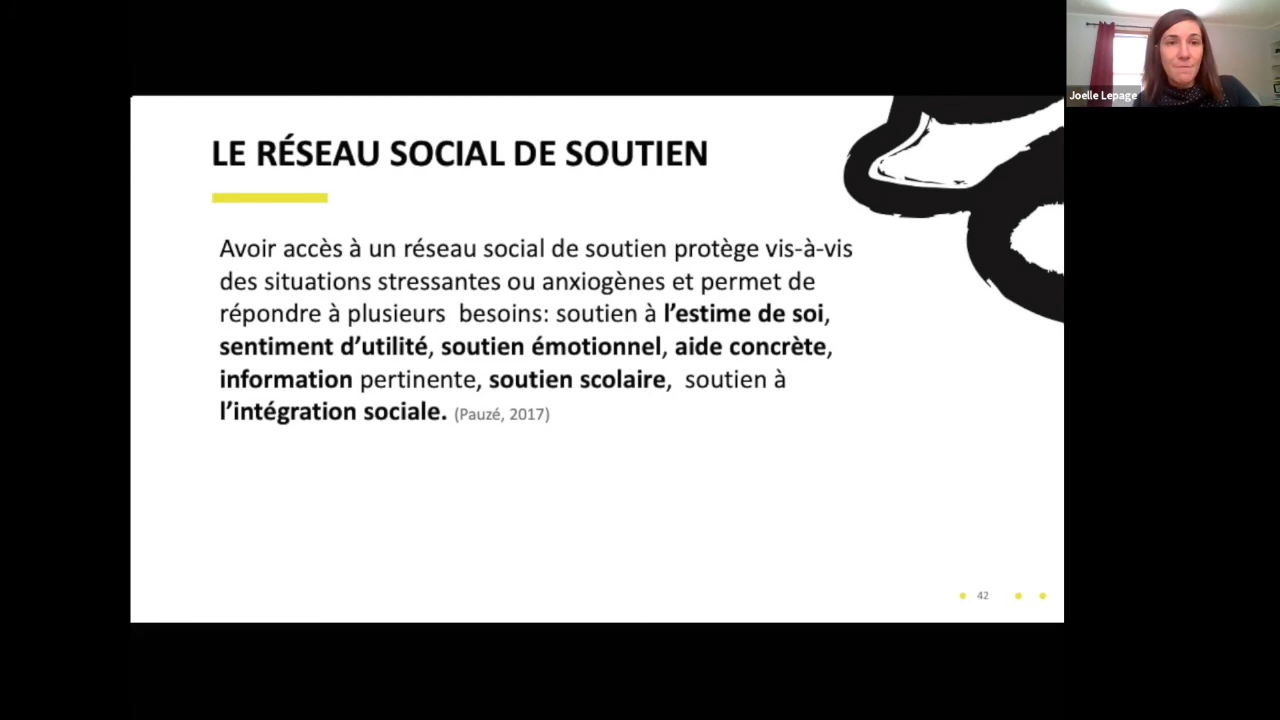 Joelle Lepage
LE RÉSEAU SOCIAL DE SOUTIEN
Avoir accès à un réseau social de soutien protège vis-à-vis
des situations stressantes ou anxiogènes et permet de
répondre à plusieurs  besoins: soutien à l’estime de soi,
sentiment d’utilité, soutien émotionnel, aide concrète,
information pertinente, soutien scolaire,  soutien à
l’intégration sociale. (Pauzé, 2017)
42